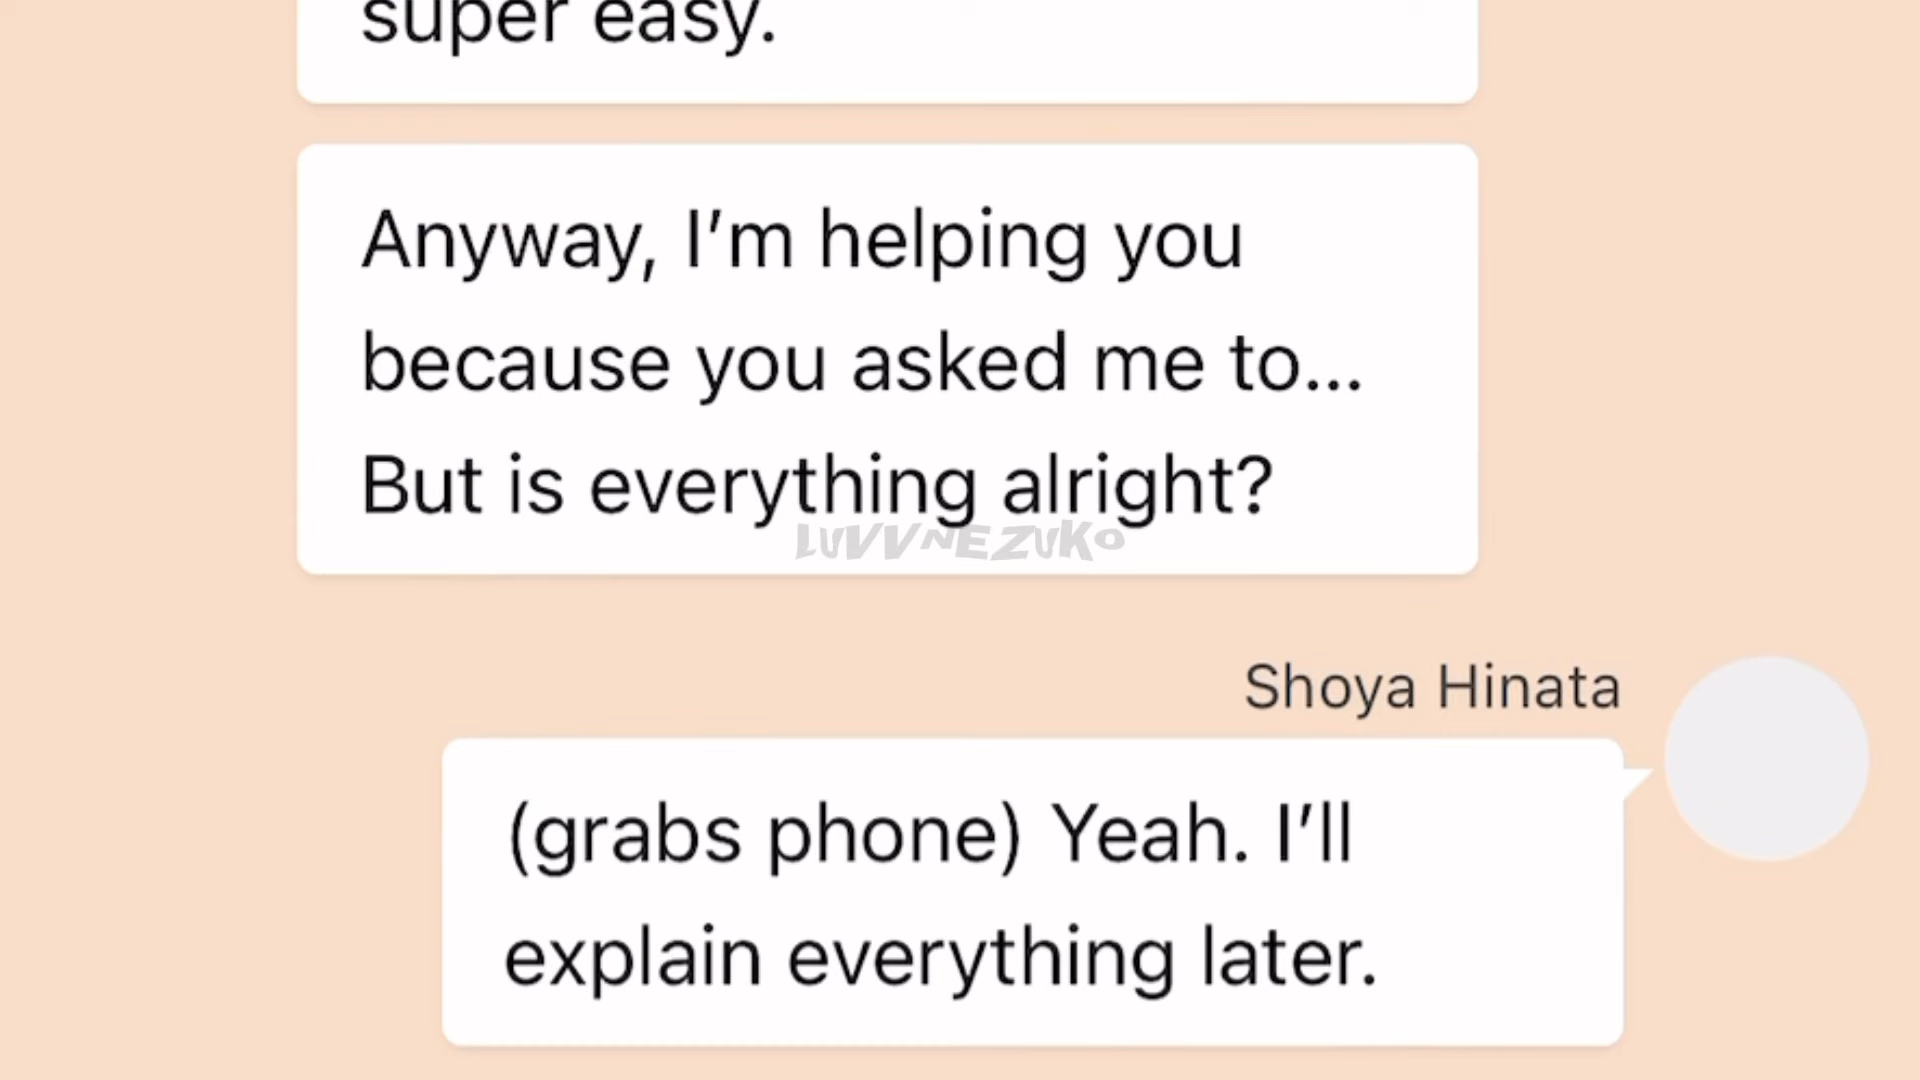 super easy.
Anyway, I’m helping you
because you asked me to...
But is everything alright?
LUVVNEZUKO
Shoya Hinata
(grabs phone) Yeah. I’ll
explain everything later.